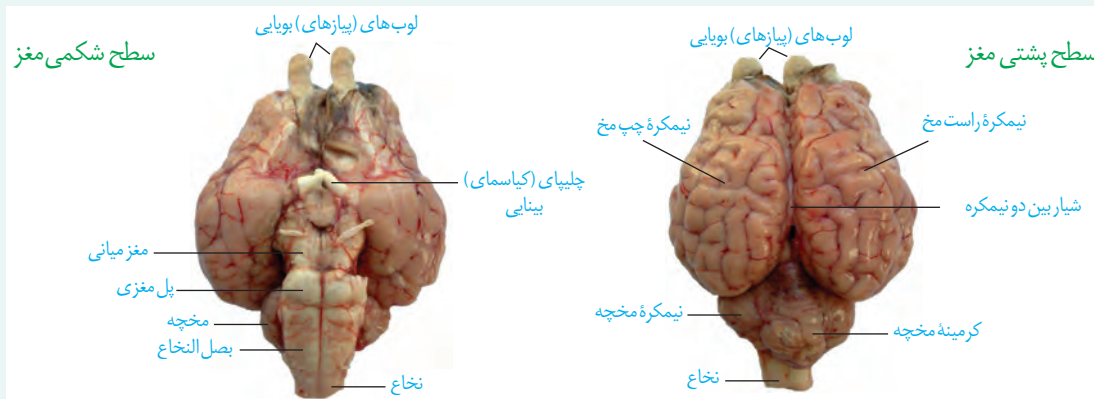 سطح پشتی مغز
لوب‌های (پیازهای) بویایی
نیمکرهٔ راست مخ
نیمکرهٔ چپ مخ
شیار بین دو نیمکره
نیمکرهٔ مخچه
کرمینهٔ مخچه
نخاع
سطح شکمی مغز
لوب‌های (پیازهای) بویایی
چلیپای (کیاسمای)
بینایی
مغز میانی
پل مغزی
مخچه
بصل النخاع
نخاع